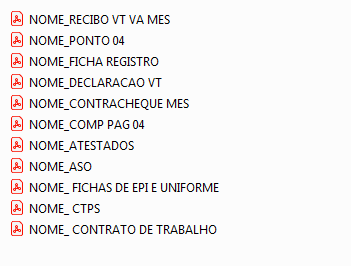 NOME_RECIBO VT VA MES
NOME_PONTO 04
NOME_FICHA REGISTRO
NOME_DECLARACAO VT
NOME_CONTRACHEQUE MES
NOME_COMP PAG 04
NOME_ATESTADOS
NOME_ASO
NOME_ FICHAS DE EPI E UNIFORME
NOME_ CTPS
NOME_ CONTRATO DE TRABALHO